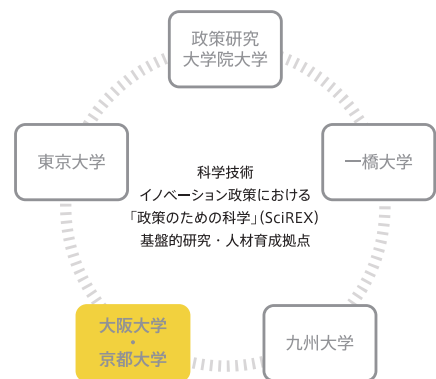 政策研究
大学院大学
東京大学
一橋大学
科学技術
イノベーション政策における
「政策のための科学」(SciREX)
基盤的研究・人材育成拠点
大阪大学
・
京都大学
九州大学